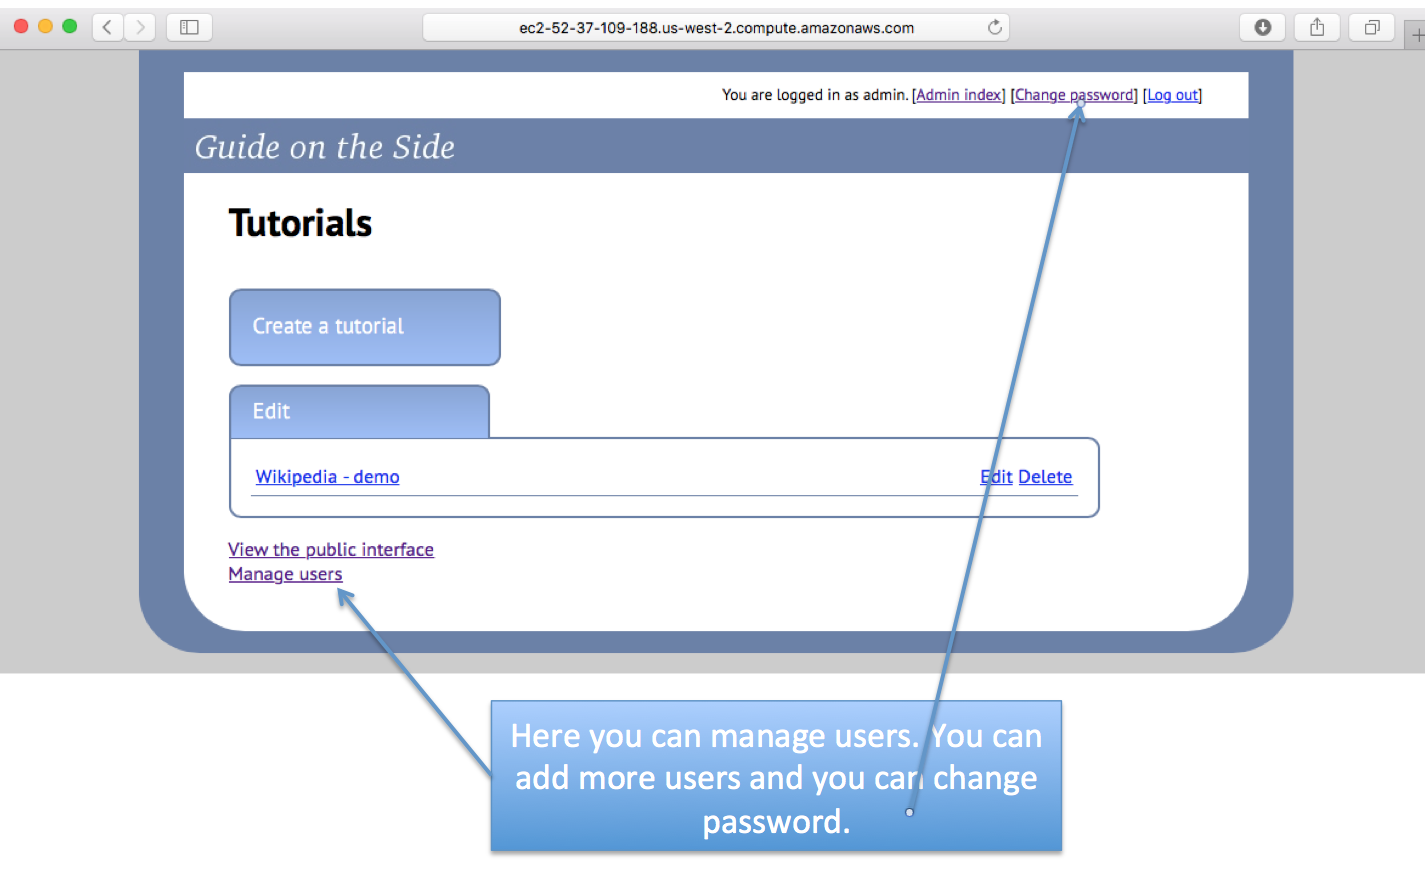 ec2-52-37-109-188.us-west-2.compute.amazonaws.com
You are logged in as admin. [Admin index] [Change password] [Log out]
Guide on the Side
Tutorials
Create a tutorial
Edit
Wikipedia - demo Edit Delete
View the public interface
Manage users
Here you can manage users. You can
add more users and you can change
password.